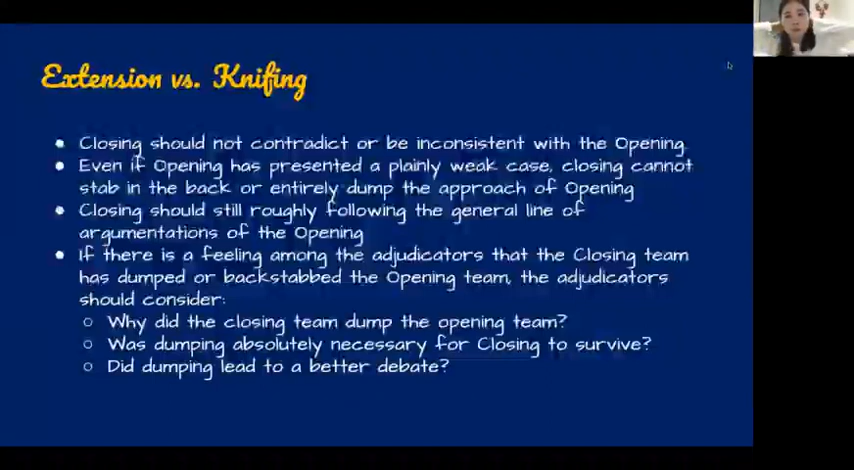 Extension vs. Knifing
● Closing should not contradict or be inconsistent with the Opening.
● Even if Opening has presented a plainly weak case, closing cannot
stab in the back or entirely dump the approach of Opening
● Closing should still roughly following the general line of
argumentations of the Opening
● If there is a feeling among the adjudicators that the Closing team
has dumped or backstabbed the Opening team, the adjudicators
should consider:
○ Why did the closing team dump the opening team?
○ Was dumping absolutely necessary for Closing to survive?
○ Did dumping lead to a better debate?